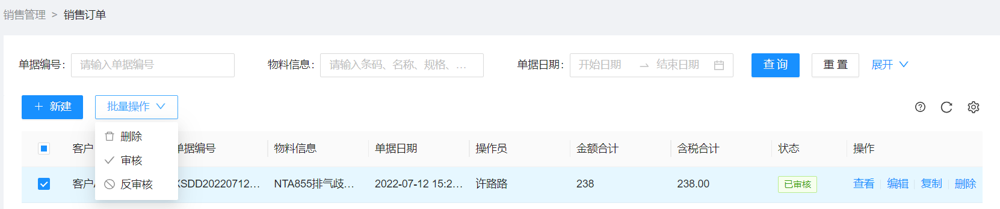 销售管理 > 销售订单
单据编号: 请输入单据编号 物料信息: 请输入条码、名称、规格、... 单据日期: 开始日期 → 结束日期 查 询 重 置 展开
+ 新建 批量操作
删除
审核
反审核
客户 单据编号 物料信息 单据日期 操作员 金额合计 含税合计 状态 操作
客户 SDD20220712... NTA855排气歧... 2022-07-12 15:2... 许路路 238 238.00 已审核 查看 编辑 复制 删除